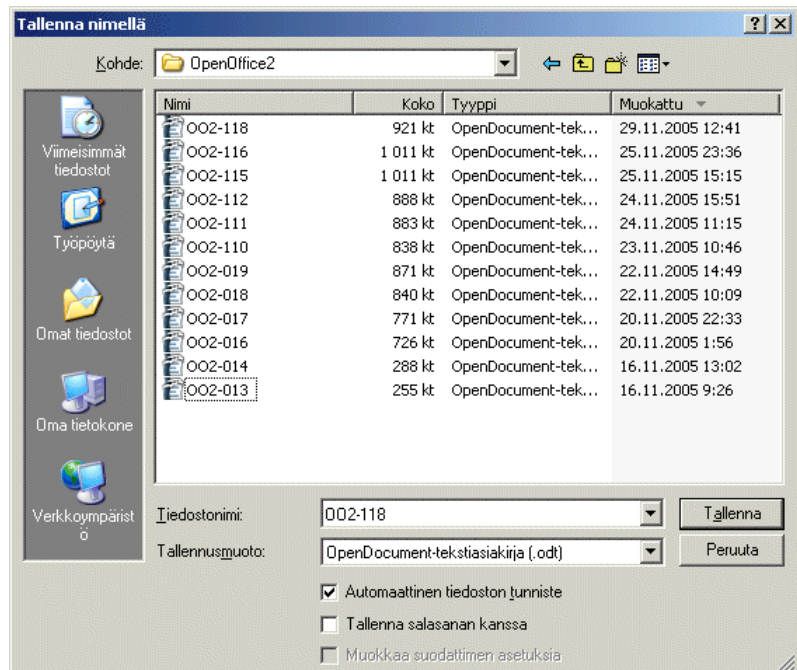 Tallenna nimellä
Kohde: OpenOffice2
Viimeisimmät
tiedostot
Työpöytä
Omat tiedostot
Oma tietokone
Verkkoympärist
ö
Nimi Koko Tyyppi Muokattu
OO2-118 921 kt OpenDocument-tek... 29.11.2005 12:41
OO2-116 1 011 kt OpenDocument-tek... 25.11.2005 23:36
OO2-115 1 011 kt OpenDocument-tek... 25.11.2005 15:15
OO2-112 888 kt OpenDocument-tek... 24.11.2005 15:51
OO2-111 883 kt OpenDocument-tek... 24.11.2005 11:15
OO2-110 838 kt OpenDocument-tek... 23.11.2005 10:46
OO2-019 871 kt OpenDocument-tek... 22.11.2005 14:49
OO2-018 840 kt OpenDocument-tek... 22.11.2005 10:09
OO2-017 771 kt OpenDocument-tek... 20.11.2005 22:33
OO2-016 726 kt OpenDocument-tek... 20.11.2005 1:56
OO2-014 288 kt OpenDocument-tek... 16.11.2005 13:02
OO2-013 255 kt OpenDocument-tek... 16.11.2005 9:26
Tiedostonimi: OO2-118 Tallenna
Tallennusmuoto: OpenDocument-tekstiasiakirja (.odt) Peruuta
Automaattinen tiedoston tunniste
Tallenna salasanan kanssa
Muokkaa suodattimen asetuksia